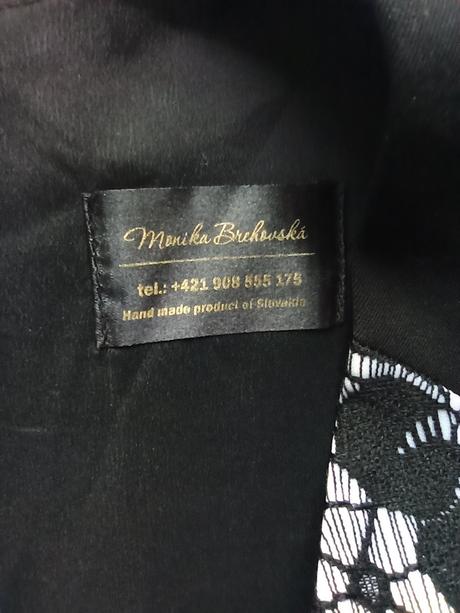 Monika Brehovská
tel.: +421 908 555 175
Hand made product of Slovakia